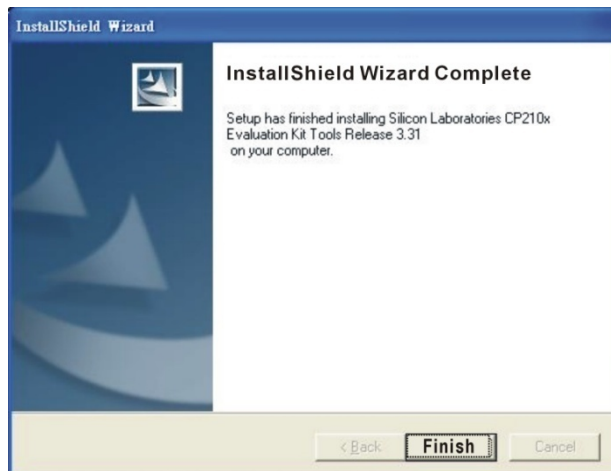 InstallShield Wizard
InstallShield Wizard Complete
Setup has finished installing Silicon Laboratories CP210x
Evaluation Kit Tools Release 3.31
on your computer.
< Back
Finish
Cancel